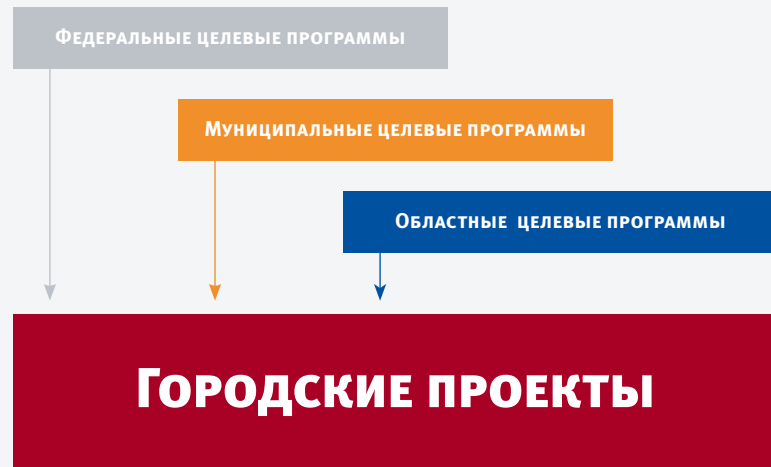 Федеральные целевые программы
Муниципальные целевые программы
Областные целевые программы
Городские проекты